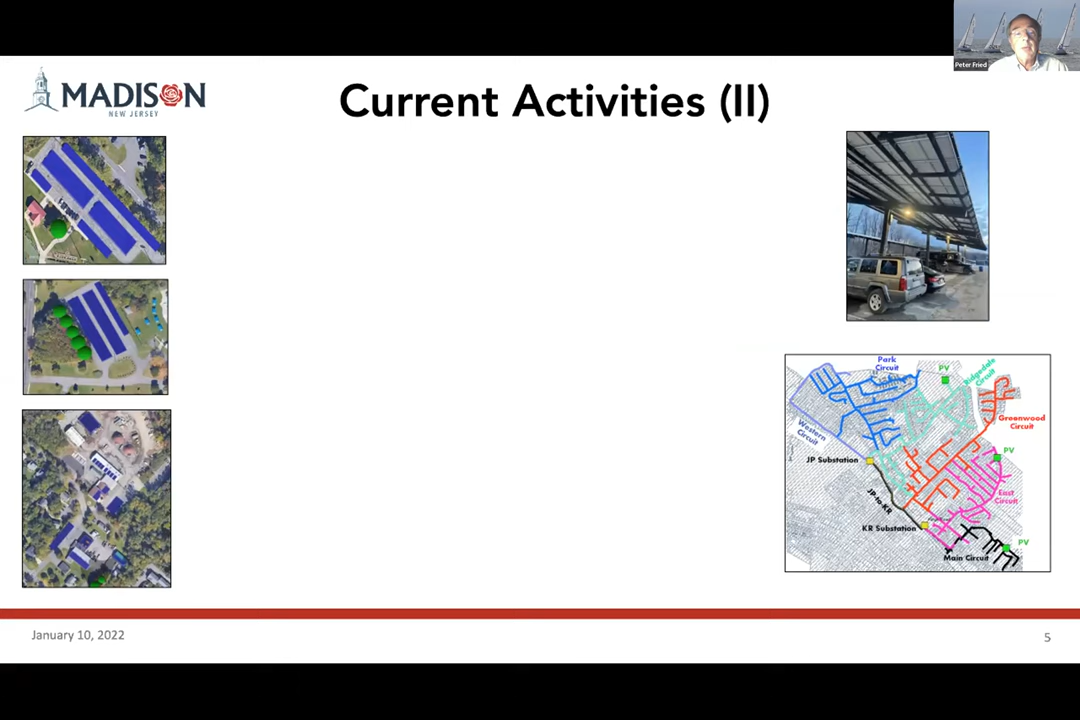 Peter Fried
MADISON
NEW JERSEY
Current Activities (II)
Park
Circuit
PV
Ridgedale
Circuit
Greenwood
Circuit
Western
Circuit
JP Substation
PV
East
Circuit
JP-to-KR
KR Substation
PV
Main Circuit
January 10, 2022
5